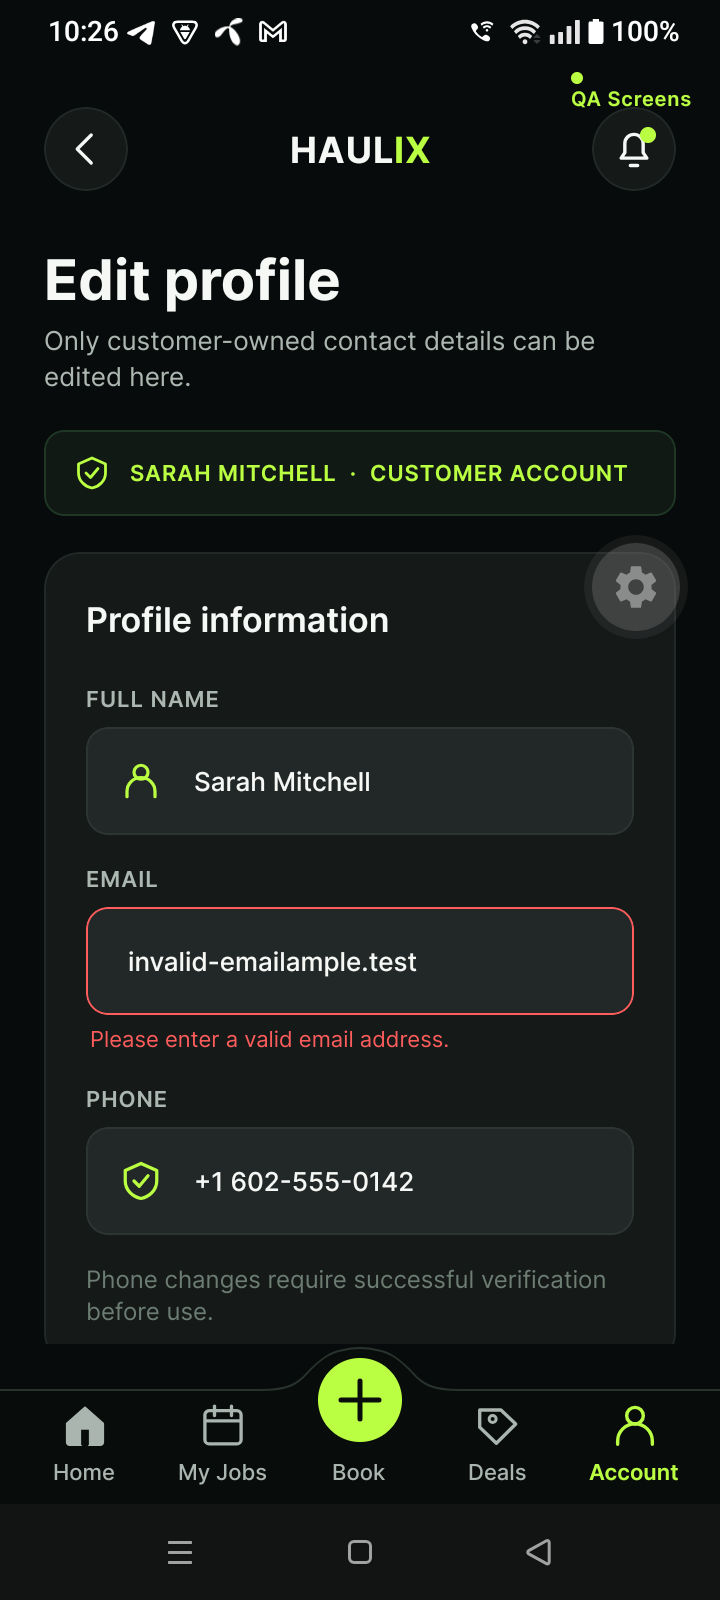 10:26
100%
QA Screens
HAULIX
Edit profile
Only customer-owned contact details can be
edited here.
SARAH MITCHELL · CUSTOMER ACCOUNT
Profile information
FULL NAME
Sarah Mitchell
EMAIL
invalid-emailample.test
Please enter a valid email address.
PHONE
+1 602-555-0142
Phone changes require successful verification
before use.
Home
My Jobs
Book
Deals
Account